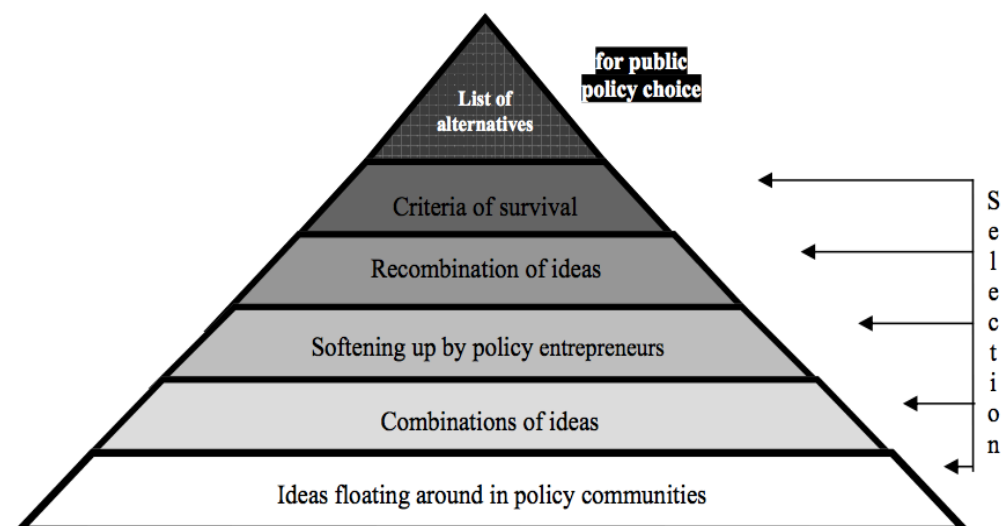 for public
policy choice
List of
alternatives
Criteria of survival
Recombination of ideas
Softening up by policy entrepreneurs
Combinations of ideas
Ideas floating around in policy communities
Selection